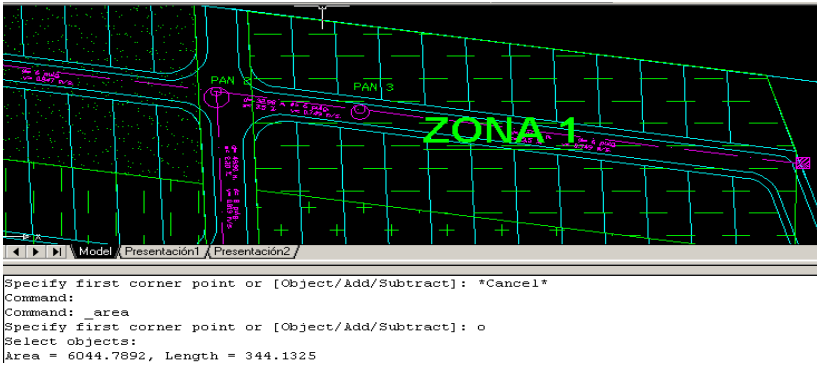 PAN 2
PAN 3
ZONA 1
Model Presentación1 Presentación2
Specify first corner point or [Object/Add/Subtract]: *Cancel*
Command:
Command: _area
Specify first corner point or [Object/Add/Subtract]: o
Select objects:
Area = 6044.7892, Length = 344.1325